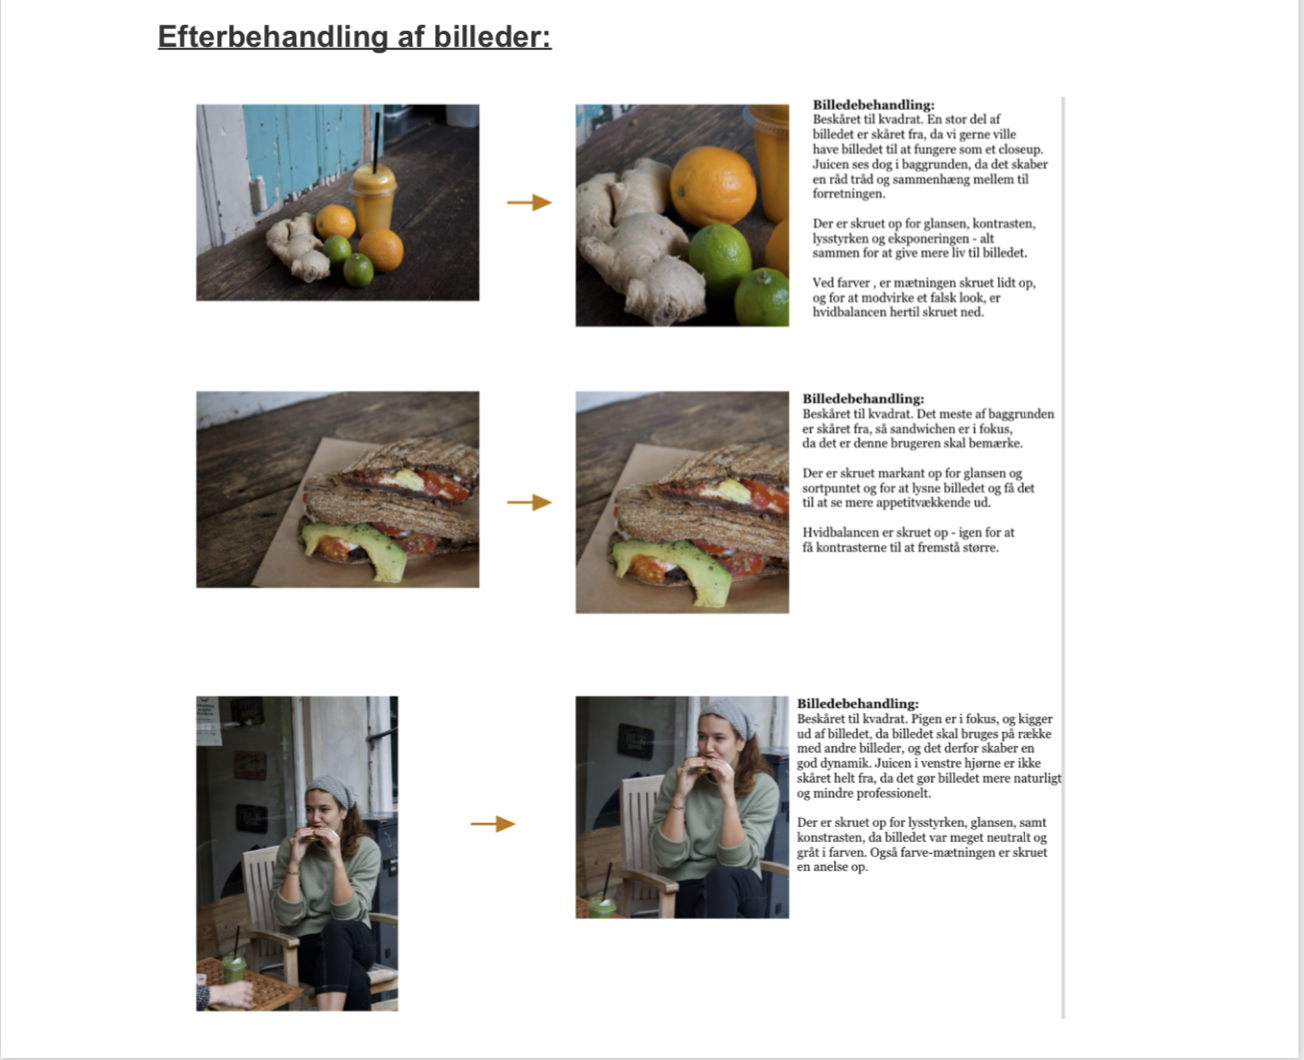 Efterbehandling af billeder:
Billedebehandling:
Beskåret til kvadrat. En stor del af
billedet er skåret fra, da vi gerne ville
have billedet til at fungere som et closeup.
Juicen ses dog i baggrunden, da det skaber
en råd tråd og sammenhæng mellem til
forretningen.
Der er skruet op for glansen, kontrasten,
lysstyrken og eksponeringen - alt
sammen for at give mere liv til billedet.
Ved farver , er mætningen skruet lidt op,
og for at modvirke et falsk look, er
hvidbalancen hertil skruet ned.
Billedebehandling:
Beskåret til kvadrat. Det meste af baggrunden
er skåret fra, så sandwichen er i fokus,
da det er denne brugeren skal bemærke.
Der er skruet markant op for glansen og
sortpuntet og for at lysne billedet og få det
til at se mere appetitvækkende ud.
Hvidbalancen er skruet op - igen for at
få kontrasterne til at fremstå større.
Billedebehandling:
Beskåret til kvadrat. Pigen er i fokus, og kigger
ud af billedet, da billedet skal bruges på række
med andre billeder, og det derfor skaber en
god dynamik. Juicen i venstre hjørne er ikke
skåret helt fra, da det gør billedet mere naturligt
og mindre professionelt.
Der er skruet op for lysstyrken, glansen, samt
konstrasten, da billedet var meget neutralt og
gråt i farven. Også farve-mætningen er skruet
en anelse op.